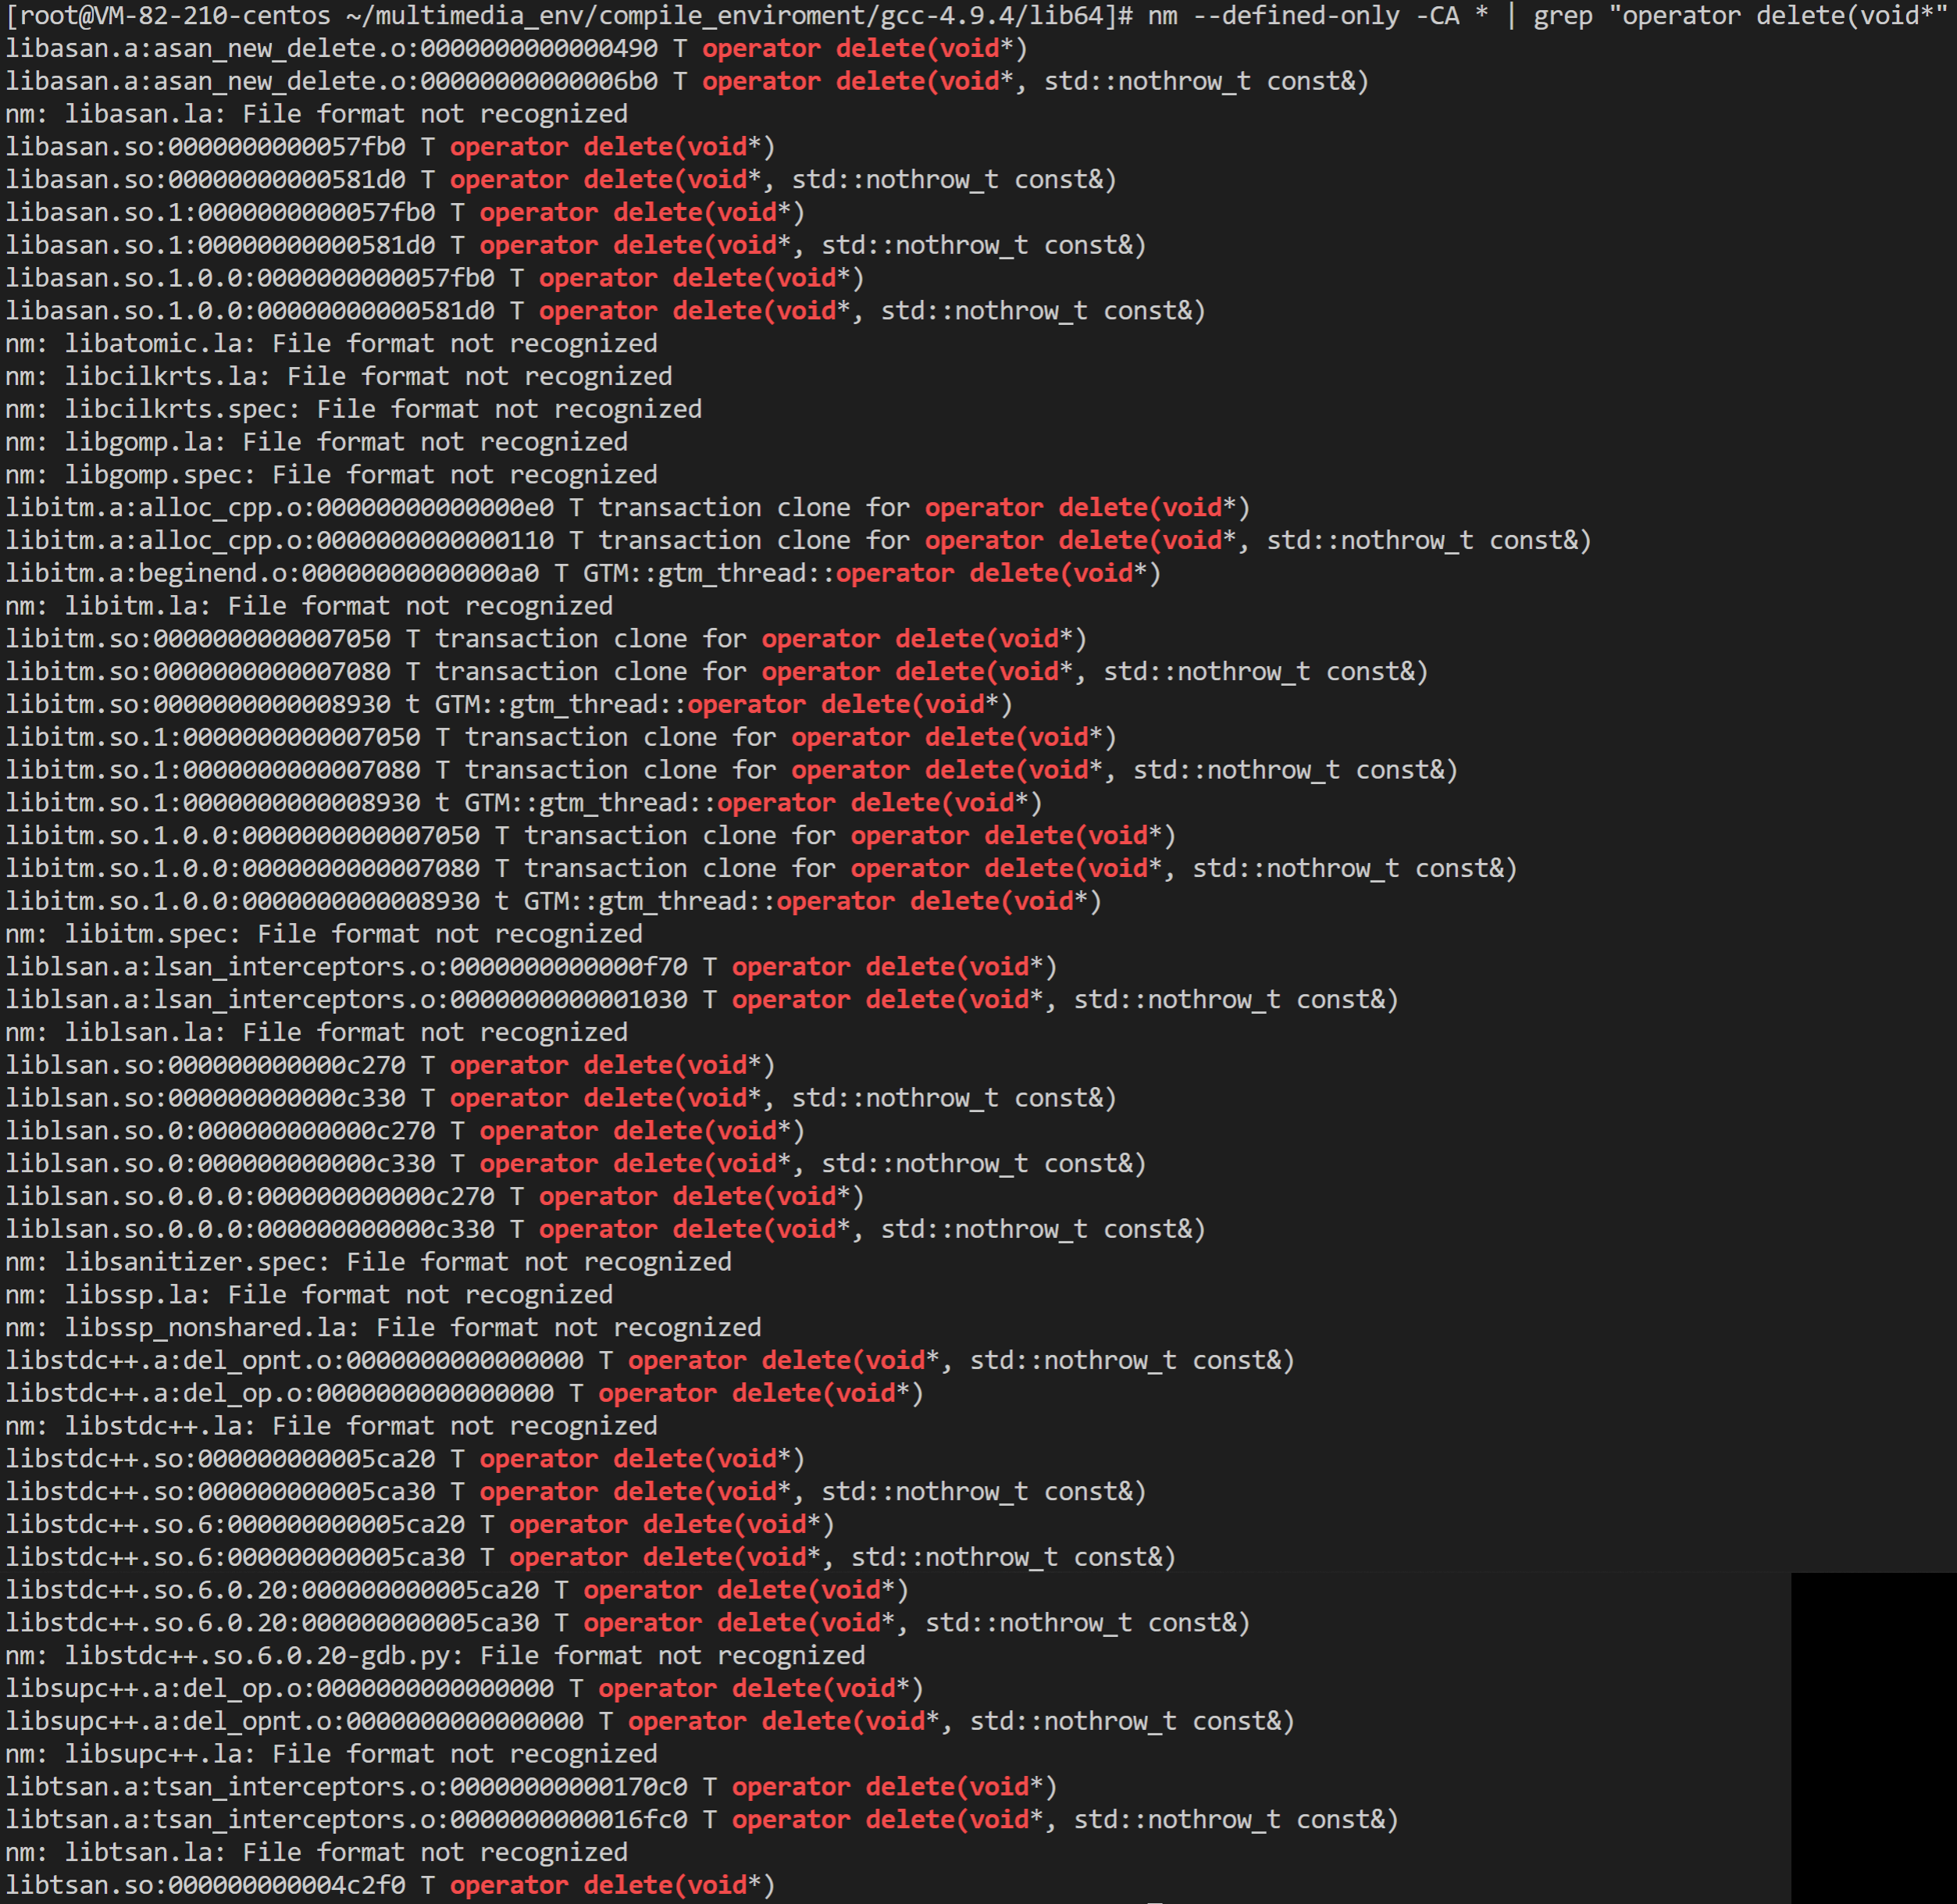 [root@VM-82-210-centos ~/multimedia_env/compile_enviroment/gcc-4.9.4/lib64]# nm --defined-only -CA * | grep "operator delete(void*"
libasan.a:asan_new_delete.o:0000000000000490 T operator delete(void*)
libasan.a:asan_new_delete.o:00000000000006b0 T operator delete(void*, std::nothrow_t const&)
nm: libasan.la: File format not recognized
libasan.so:0000000000057fb0 T operator delete(void*)
libasan.so:00000000000581d0 T operator delete(void*, std::nothrow_t const&)
libasan.so.1:0000000000057fb0 T operator delete(void*)
libasan.so.1:00000000000581d0 T operator delete(void*, std::nothrow_t const&)
libasan.so.1.0.0:0000000000057fb0 T operator delete(void*)
libasan.so.1.0.0:00000000000581d0 T operator delete(void*, std::nothrow_t const&)
nm: libatomic.la: File format not recognized
nm: libcilkrts.la: File format not recognized
nm: libcilkrts.spec: File format not recognized
nm: libgomp.la: File format not recognized
nm: libgomp.spec: File format not recognized
libitm.a:alloc_cpp.o:00000000000000e0 T transaction clone for operator delete(void*)
libitm.a:alloc_cpp.o:0000000000000110 T transaction clone for operator delete(void*, std::nothrow_t const&)
libitm.a:beginend.o:00000000000000a0 T GTM::gtm_thread::operator delete(void*)
nm: libitm.la: File format not recognized
libitm.so:0000000000007050 T transaction clone for operator delete(void*)
libitm.so:0000000000007080 T transaction clone for operator delete(void*, std::nothrow_t const&)
libitm.so:0000000000008930 t GTM::gtm_thread::operator delete(void*)
libitm.so.1:0000000000007050 T transaction clone for operator delete(void*)
libitm.so.1:0000000000007080 T transaction clone for operator delete(void*, std::nothrow_t const&)
libitm.so.1:0000000000008930 t GTM::gtm_thread::operator delete(void*)
libitm.so.1.0.0:0000000000007050 T transaction clone for operator delete(void*)
libitm.so.1.0.0:0000000000007080 T transaction clone for operator delete(void*, std::nothrow_t const&)
libitm.so.1.0.0:0000000000008930 t GTM::gtm_thread::operator delete(void*)
nm: libitm.spec: File format not recognized
liblsan.a:lsan_interceptors.o:0000000000000f70 T operator delete(void*)
liblsan.a:lsan_interceptors.o:0000000000001030 T operator delete(void*, std::nothrow_t const&)
nm: liblsan.la: File format not recognized
liblsan.so:000000000000c270 T operator delete(void*)
liblsan.so:000000000000c330 T operator delete(void*, std::nothrow_t const&)
liblsan.so.0:000000000000c270 T operator delete(void*)
liblsan.so.0:000000000000c330 T operator delete(void*, std::nothrow_t const&)
liblsan.so.0.0.0:000000000000c270 T operator delete(void*)
liblsan.so.0.0.0:000000000000c330 T operator delete(void*, std::nothrow_t const&)
nm: libsanitizer.spec: File format not recognized
nm: libssp.la: File format not recognized
nm: libssp_nonshared.la: File format not recognized
libstdc++.a:del_opnt.o:0000000000000000 T operator delete(void*, std::nothrow_t const&)
libstdc++.a:del_op.o:0000000000000000 T operator delete(void*)
nm: libstdc++.la: File format not recognized
libstdc++.so:000000000005ca20 T operator delete(void*)
libstdc++.so:000000000005ca30 T operator delete(void*, std::nothrow_t const&)
libstdc++.so.6:000000000005ca20 T operator delete(void*)
libstdc++.so.6:000000000005ca30 T operator delete(void*, std::nothrow_t const&)
libstdc++.so.6.0.20:000000000005ca20 T operator delete(void*)
libstdc++.so.6.0.20:000000000005ca30 T operator delete(void*, std::nothrow_t const&)
nm: libstdc++.so.6.0.20-gdb.py: File format not recognized
libsupc++.a:del_op.o:0000000000000000 T operator delete(void*)
libsupc++.a:del_opnt.o:0000000000000000 T operator delete(void*, std::nothrow_t const&)
nm: libsupc++.la: File format not recognized
libtsan.a:tsan_interceptors.o:00000000000170c0 T operator delete(void*)
libtsan.a:tsan_interceptors.o:0000000000016fc0 T operator delete(void*, std::nothrow_t const&)
nm: libtsan.la: File format not recognized
libtsan.so:000000000004c2f0 T operator delete(void*)